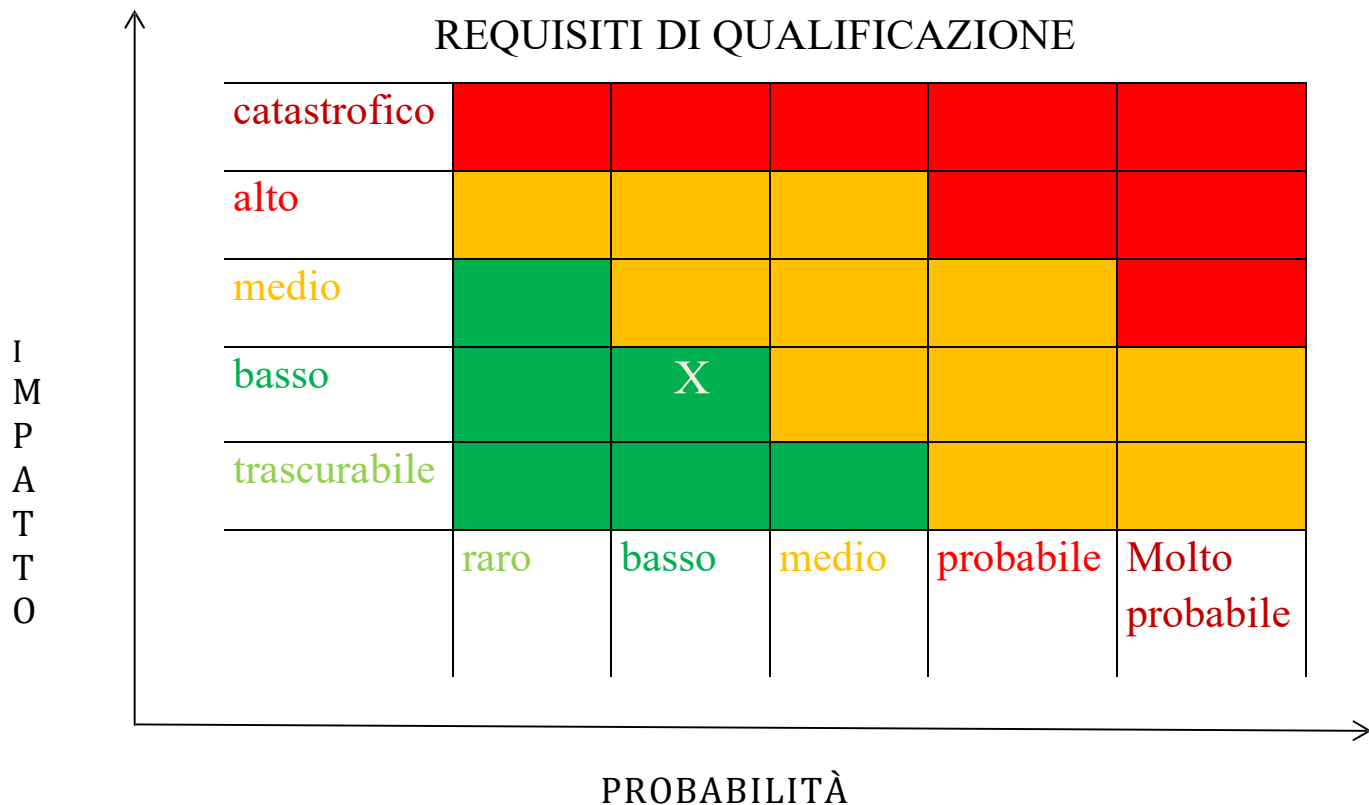 REQUISITI DI QUALIFICAZIONE
catastrofico
alto
medio
basso X
trascurabile
raro basso medio probabile Molto
probabile
I
M
P
A
T
T
O
PROBABILITÀ